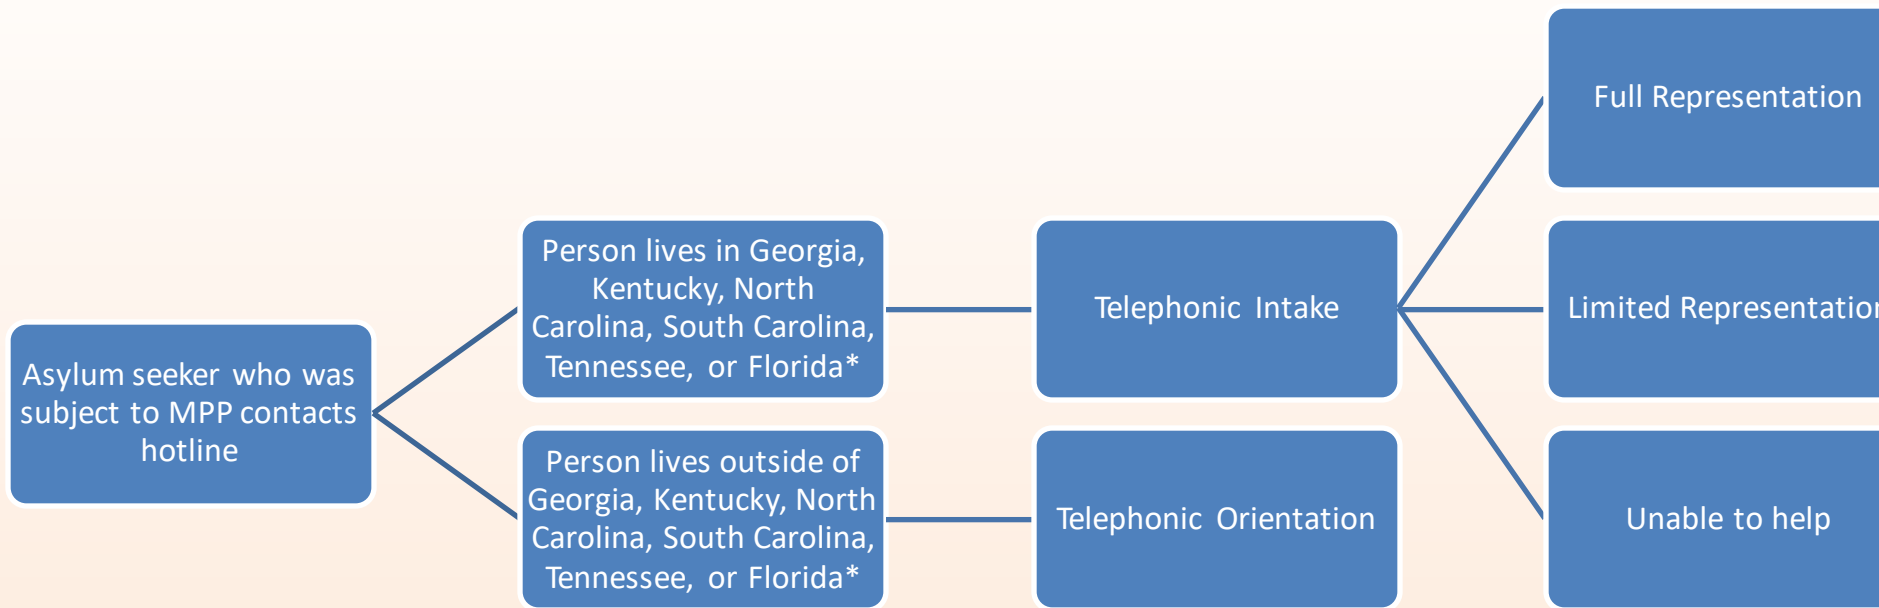 Asylum seeker who was
subject to MPP contacts
hotline
Person lives in Georgia,
Kentucky, North
Carolina, South Carolina,
Tennessee, or Florida*
Person lives outside of
Georgia, Kentucky, North
Carolina, South Carolina,
Tennessee, or Florida*
Telephonic Intake
Telephonic Orientation
Full Representation
Limited Representation
Unable to help